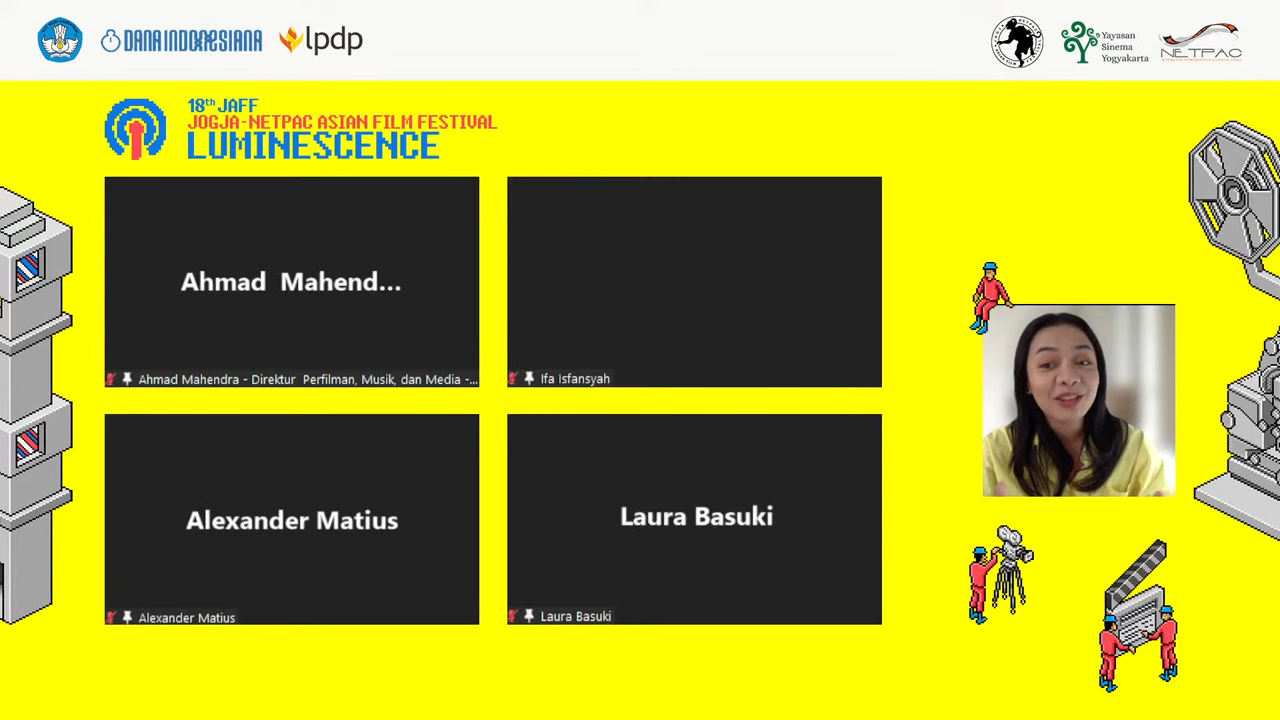 DANA INDONESIANA
lpdp
Yayasan
Sinema
Yogyakarta
NETPAC
18th JAFF
JOGJA-NETPAC ASIAN FILM FESTIVAL
LUMINESCENCE
Ahmad Mahend...
Ahmad Mahendra - Direktur Perfilman, Musik, dan Media -...
Ifa Isfansyah
Alexander Matius
Alexander Matius
Laura Basuki
Laura Basuki